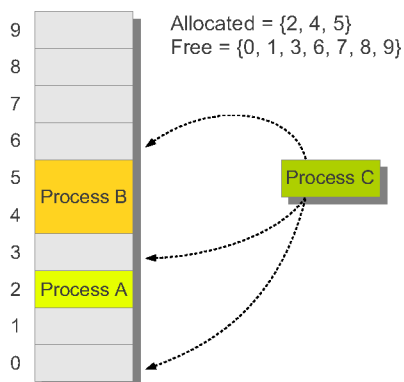 Allocated = {2, 4, 5}
Free = {0, 1, 3, 6, 7, 8, 9}
9
8
7
6
5
Process B
4
3
2
Process A
1
0
Process C